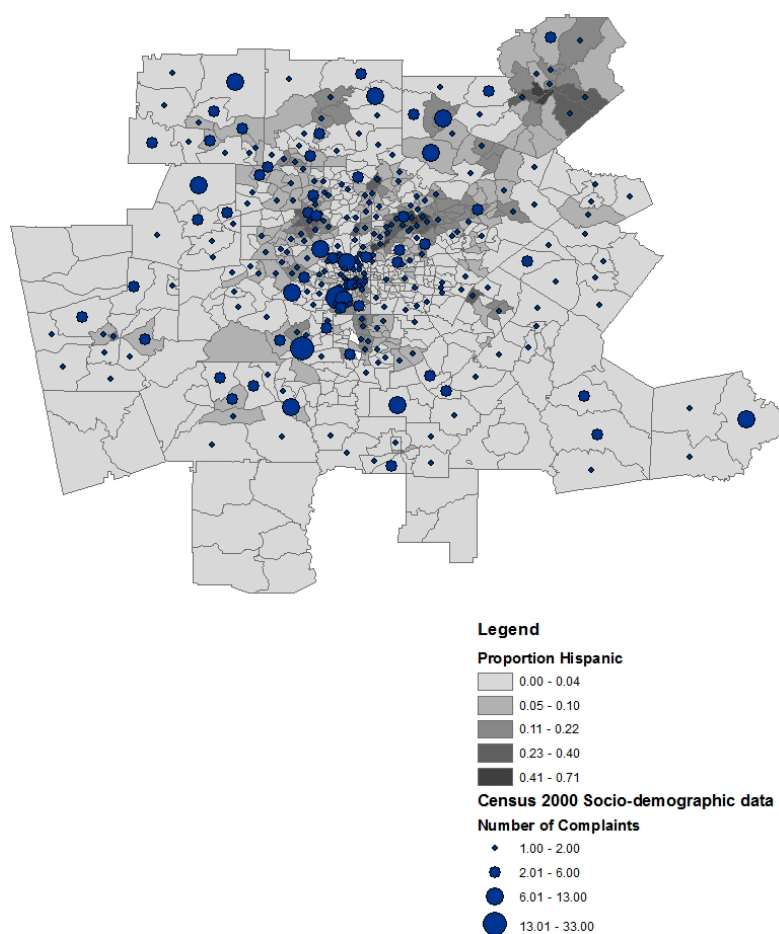 Legend
Proportion Hispanic
0.00 - 0.04
0.05 - 0.10
0.11 - 0.22
0.23 - 0.40
0.41 - 0.71
Census 2000 Socio-demographic data
Number of Complaints
1.00 - 2.00
2.01 - 6.00
6.01 - 13.00
13.01 - 33.00